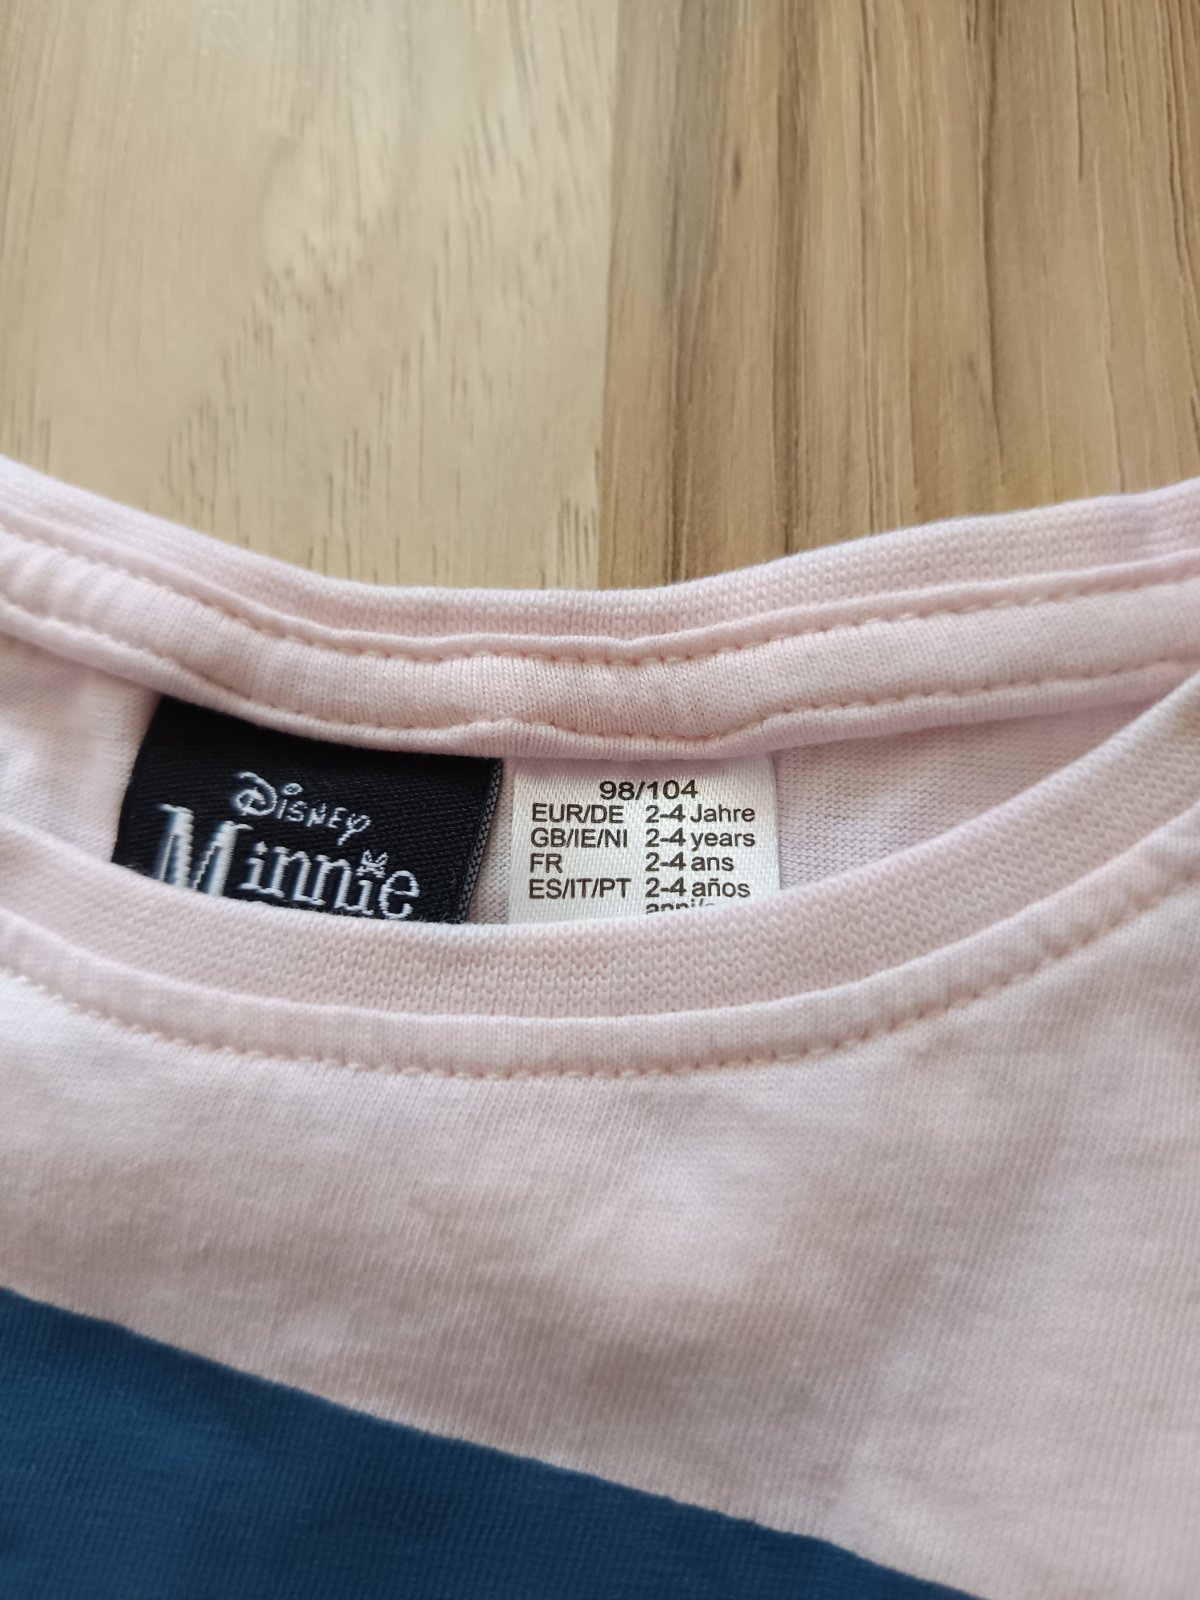 Disney
Minnie
98/104
EUR/DE 2-4 Jahre
GB/IE/NI 2-4 years
FR 2-4 ans
ES/IT/PT 2-4 años